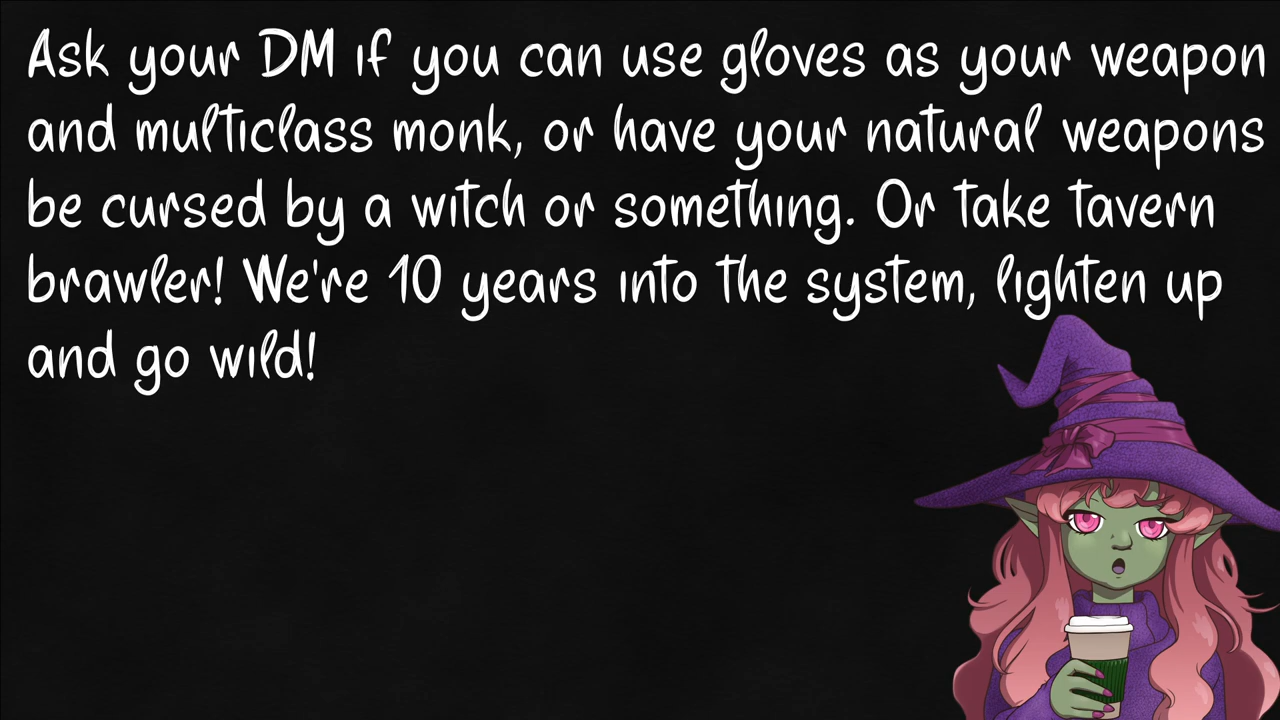 Ask your DM if you can use gloves as your weapon
and multiclass monk, or have your natural weapons
be cursed by a witch or something. Or take tavern
brawler! We're 10 years into the system, lighten up
and go wild!